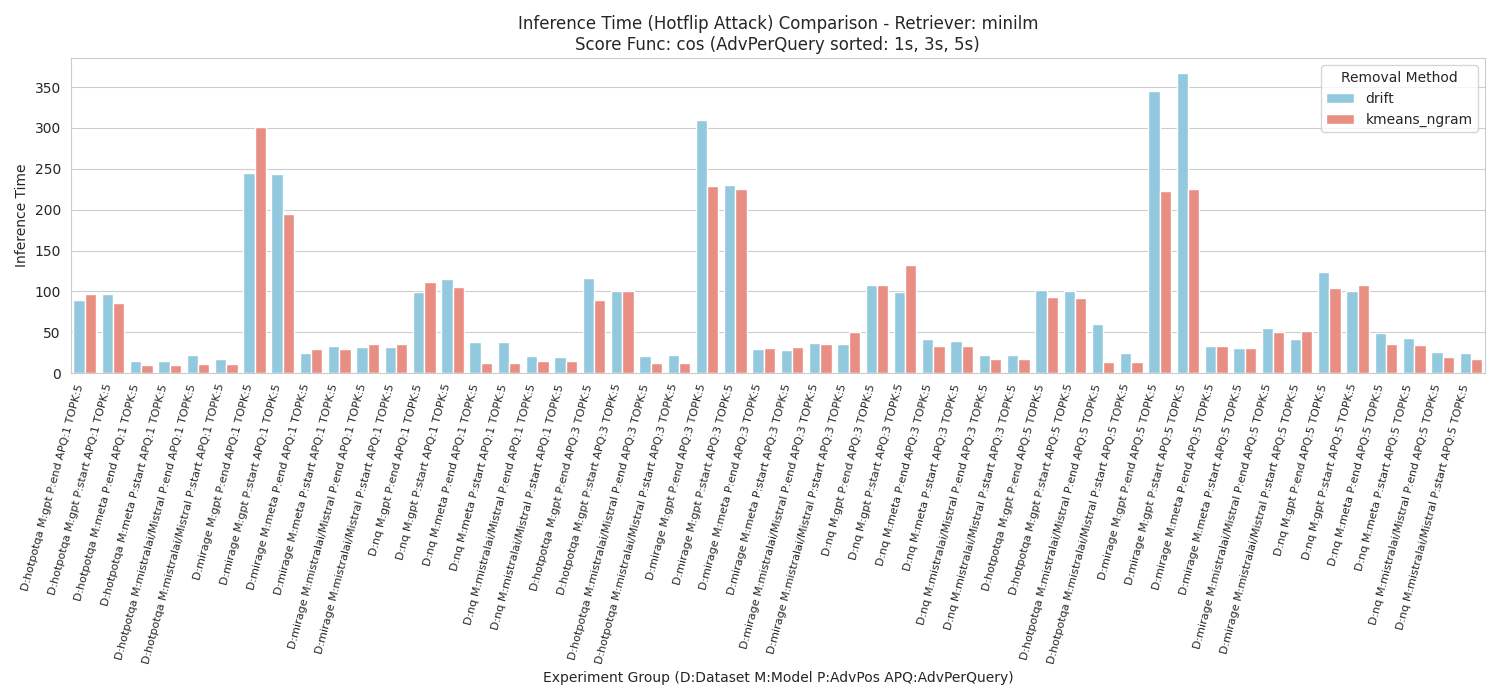 Inference Time (Hotflip Attack) Comparison - Retriever: minilm
Score Func: cos (AdvPerQuery sorted: 1s, 3s, 5s)
Removal Method
drift
kmeans_ngram
Inference Time
350
300
250
200
150
100
50
0
D:hotpotqa M:gpt P:end APQ:1 TOPK:5
D:hotpotqa M:gpt P:start APQ:1 TOPK:5
D:hotpotqa M:meta P:end APQ:1 TOPK:5
D:hotpotqa M:meta P:start APQ:1 TOPK:5
D:hotpotqa M:mistralai/Mistral P:end APQ:1 TOPK:5
D:hotpotqa M:mistralai/Mistral P:start APQ:1 TOPK:5
D:mirage M:gpt P:end APQ:1 TOPK:5
D:mirage M:gpt P:start APQ:1 TOPK:5
D:mirage M:meta P:end APQ:1 TOPK:5
D:mirage M:meta P:start APQ:1 TOPK:5
D:mirage M:mistralai/Mistral P:end APQ:1 TOPK:5
D:mirage M:mistralai/Mistral P:start APQ:1 TOPK:5
D:nq M:gpt P:end APQ:1 TOPK:5
D:nq M:gpt P:start APQ:1 TOPK:5
D:nq M:meta P:end APQ:1 TOPK:5
D:nq M:meta P:start APQ:1 TOPK:5
D:nq M:mistralai/Mistral P:end APQ:1 TOPK:5
D:nq M:mistralai/Mistral P:start APQ:1 TOPK:5
D:hotpotqa M:gpt P:end APQ:3 TOPK:5
D:hotpotqa M:gpt P:start APQ:3 TOPK:5
D:hotpotqa M:mistralai/Mistral P:end APQ:3 TOPK:5
D:hotpotqa M:mistralai/Mistral P:start APQ:3 TOPK:5
D:mirage M:gpt P:end APQ:3 TOPK:5
D:mirage M:gpt P:start APQ:3 TOPK:5
D:mirage M:meta P:end APQ:3 TOPK:5
D:mirage M:meta P:start APQ:3 TOPK:5
D:mirage M:mistralai/Mistral P:end APQ:3 TOPK:5
D:mirage M:mistralai/Mistral P:start APQ:3 TOPK:5
D:nq M:gpt P:end APQ:3 TOPK:5
D:nq M:gpt P:start APQ:3 TOPK:5
D:nq M:meta P:end APQ:3 TOPK:5
D:nq M:meta P:start APQ:3 TOPK:5
D:nq M:mistralai/Mistral P:end APQ:3 TOPK:5
D:nq M:mistralai/Mistral P:start APQ:3 TOPK:5
D:hotpotqa M:gpt P:end APQ:5 TOPK:5
D:hotpotqa M:gpt P:start APQ:5 TOPK:5
D:hotpotqa M:mistralai/Mistral P:end APQ:5 TOPK:5
D:hotpotqa M:mistralai/Mistral P:start APQ:5 TOPK:5
D:mirage M:gpt P:end APQ:5 TOPK:5
D:mirage M:gpt P:start APQ:5 TOPK:5
D:mirage M:meta P:end APQ:5 TOPK:5
D:mirage M:meta P:start APQ:5 TOPK:5
D:mirage M:mistralai/Mistral P:end APQ:5 TOPK:5
D:mirage M:mistralai/Mistral P:start APQ:5 TOPK:5
D:nq M:gpt P:end APQ:5 TOPK:5
D:nq M:gpt P:start APQ:5 TOPK:5
D:nq M:meta P:end APQ:5 TOPK:5
D:nq M:meta P:start APQ:5 TOPK:5
D:nq M:mistralai/Mistral P:end APQ:5 TOPK:5
D:nq M:mistralai/Mistral P:start APQ:5 TOPK:5
Experiment Group (D:Dataset M:Model P:AdvPos APQ:AdvPerQuery)